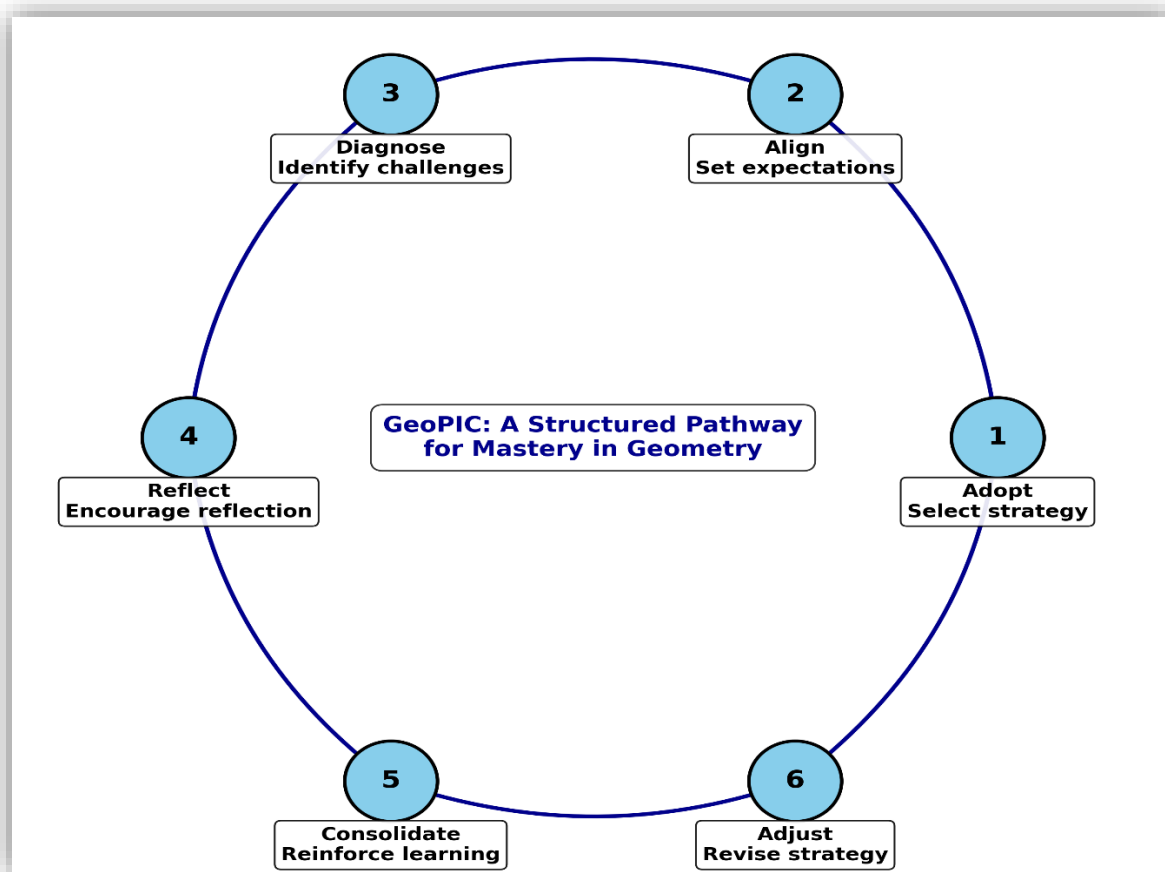 3
2
Diagnose
Identify challenges
Align
Set expectations
GeoPIC: A Structured Pathway
for Mastery in Geometry
4
1
Reflect
Encourage reflection
Adopt
Select strategy
5
6
Consolidate
Reinforce learning
Adjust
Revise strategy